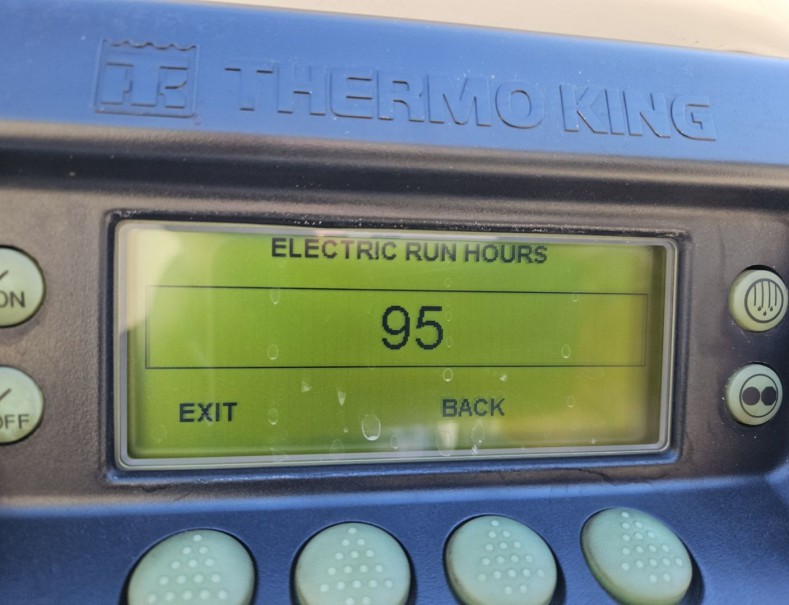 THERMO KING
ELECTRIC RUN HOURS
95
EXIT
BACK
ON
OFF